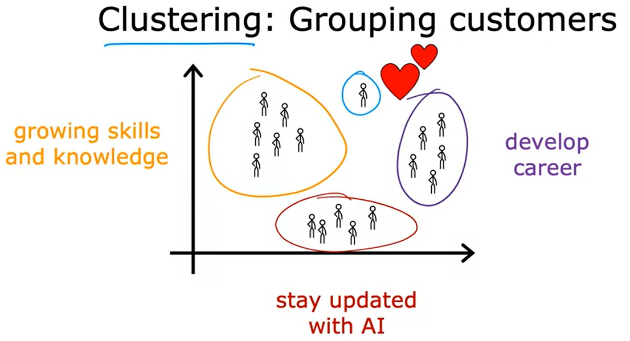 Clustering: Grouping customers
growing skills
and knowledge
develop
career
stay updated
with AI